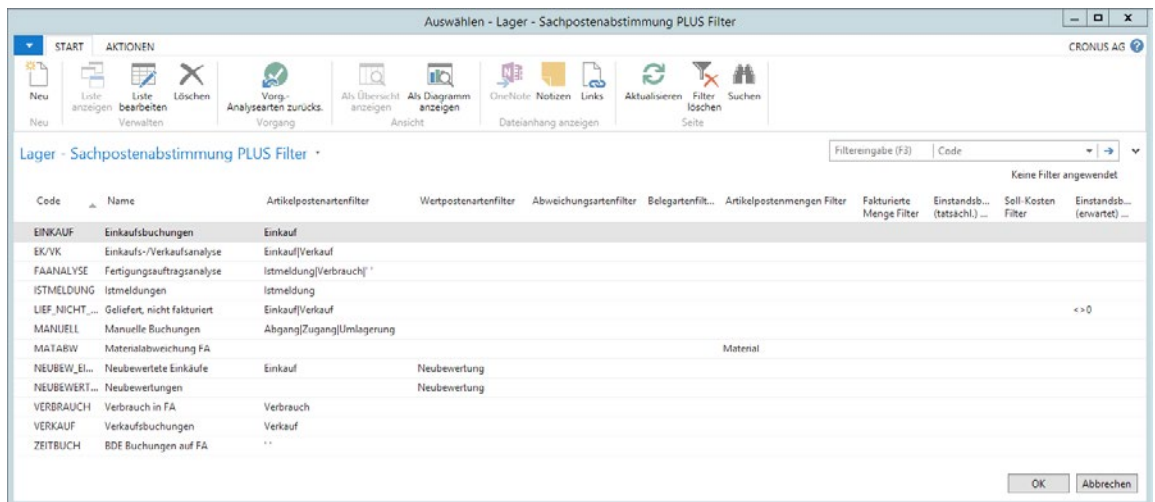 Auswählen - Lager - Sachpostenabstimmung PLUS Filter
START AKTIONEN CRONUS AG
Neu Liste anzeigen Liste bearbeiten Löschen Vorg.-Analysearten zurücks. Als Übersicht anzeigen Als Diagramm anzeigen OneNote Notizen Links Aktualisieren Filter löschen Suchen
Neu Verwalten Vorgang Ansicht Dateianhang anzeigen Seite
Lager - Sachpostenabstimmung PLUS Filter Filtereingabe (F3) Code
Keine Filter angewendet
Code Name Artikelpostenartenfilter Wertpostenartenfilter Abweichungsartenfilter Belegartenfilt... Artikelpostenmengen Filter Fakturierte Menge Filter Einstandsb... (tatsächl.) ... Soll-Kosten Filter Einstandsb... (erwartet) ...
EINKAUF Einkaufsbuchungen Einkauf
EK/VK Einkaufs-/Verkaufsanalyse Einkauf|Verkauf
FAANALYSE Fertigungsauftragsanalyse Istmeldung|Verbrauch|' '
ISTMELDUNG Istmeldungen Istmeldung
LIEF_NICHT_... Geliefert, nicht fakturiert Einkauf|Verkauf <>0
MANUELL Manuelle Buchungen Abgang|Zugang|Umlagerung
MATABW Materialabweichung FA Material
NEUBEW_EI... Neubewertete Einkäufe Einkauf Neubewertung
NEUBEWERT... Neubewertungen Neubewertung
VERBRAUCH Verbrauch in FA Verbrauch
VERKAUF Verkaufsbuchungen Verkauf
ZEITBUCH BDE Buchungen auf FA ' '
OK Abbrechen